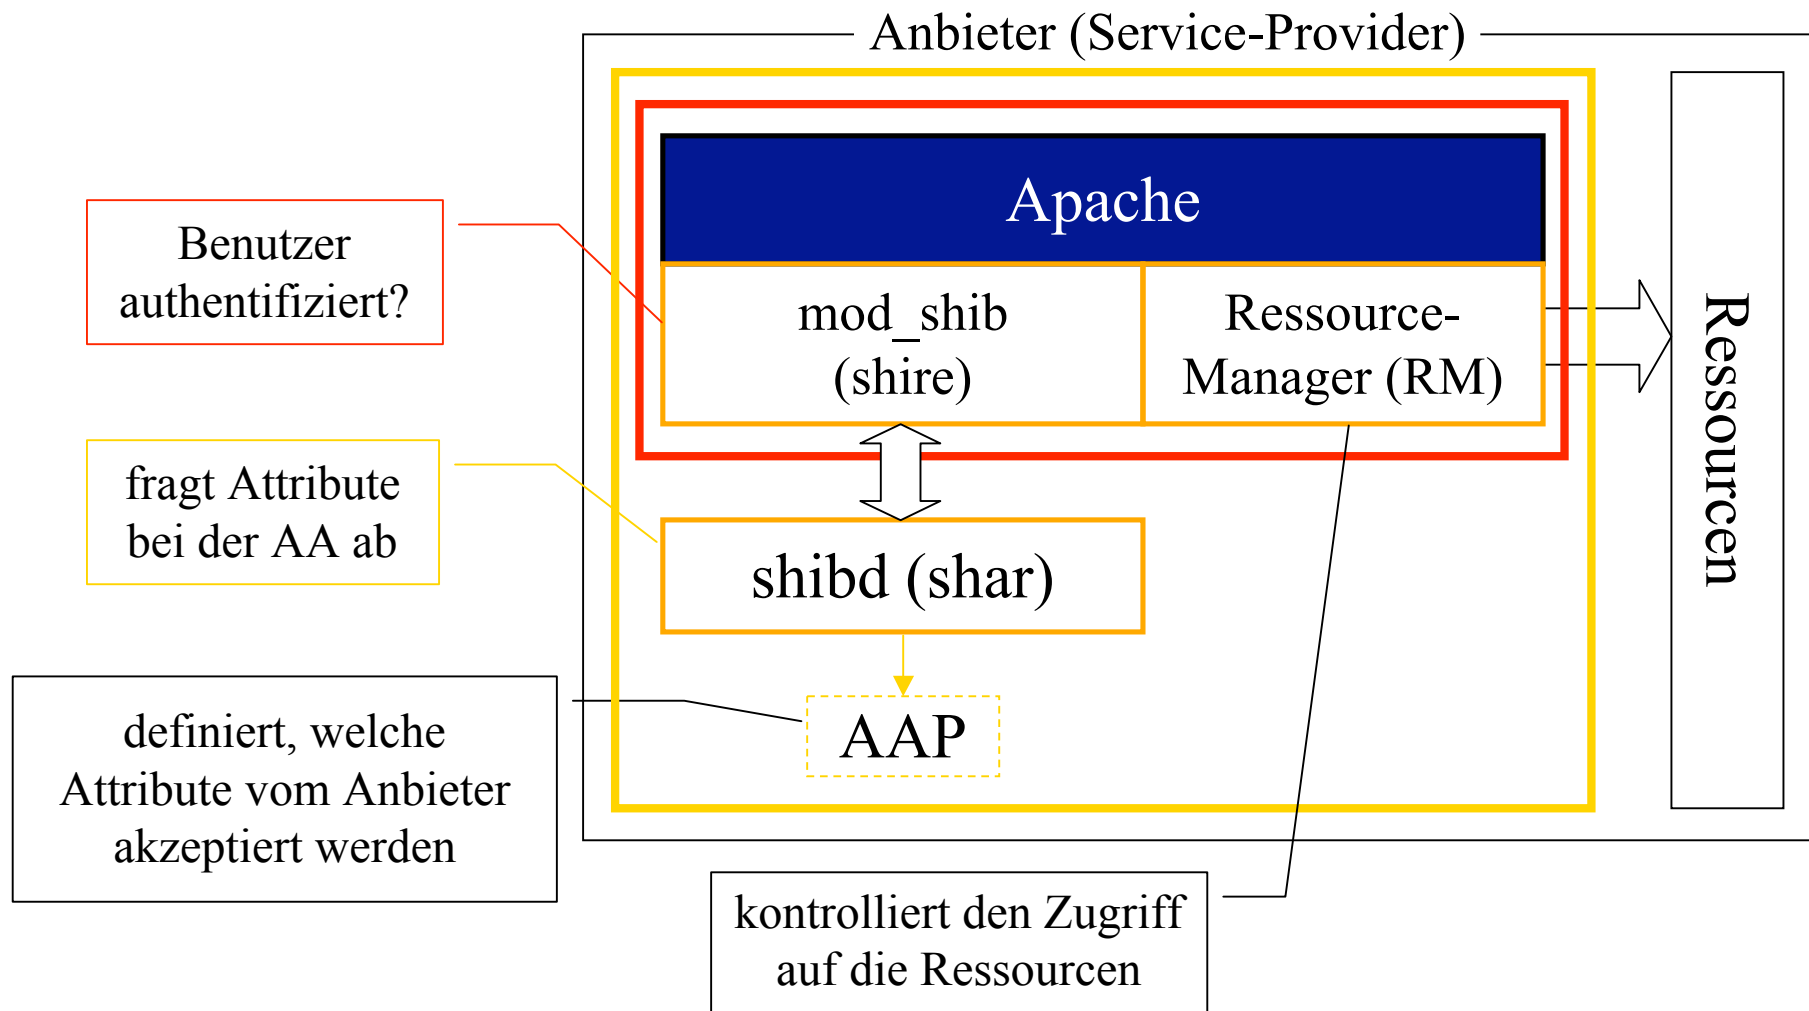 Anbieter (Service-Provider)
Apache
Benutzer
authentifiziert?
mod_shib
(shire)
Ressource-
Manager (RM)
Ressourcen
fragt Attribute
bei der AA ab
shibd (shar)
AAP
definiert, welche
Attribute vom Anbieter
akzeptiert werden
kontrolliert den Zugriff
auf die Ressourcen